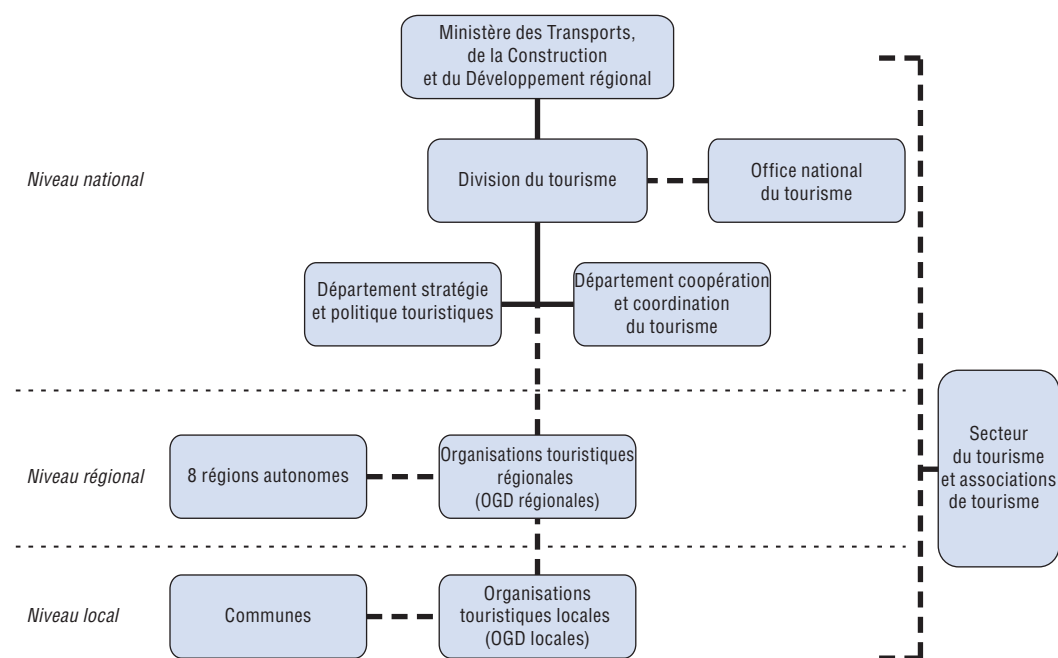 Ministère des Transports,
de la Construction
et du Développement régional
Niveau national
Division du tourisme
Office national
du tourisme
Département stratégie
et politique touristiques
Département coopération
et coordination
du tourisme
Niveau régional
8 régions autonomes
Organisations touristiques
régionales
(OGD régionales)
Secteur
du tourisme
et associations
de tourisme
Niveau local
Communes
Organisations
touristiques locales
(OGD locales)